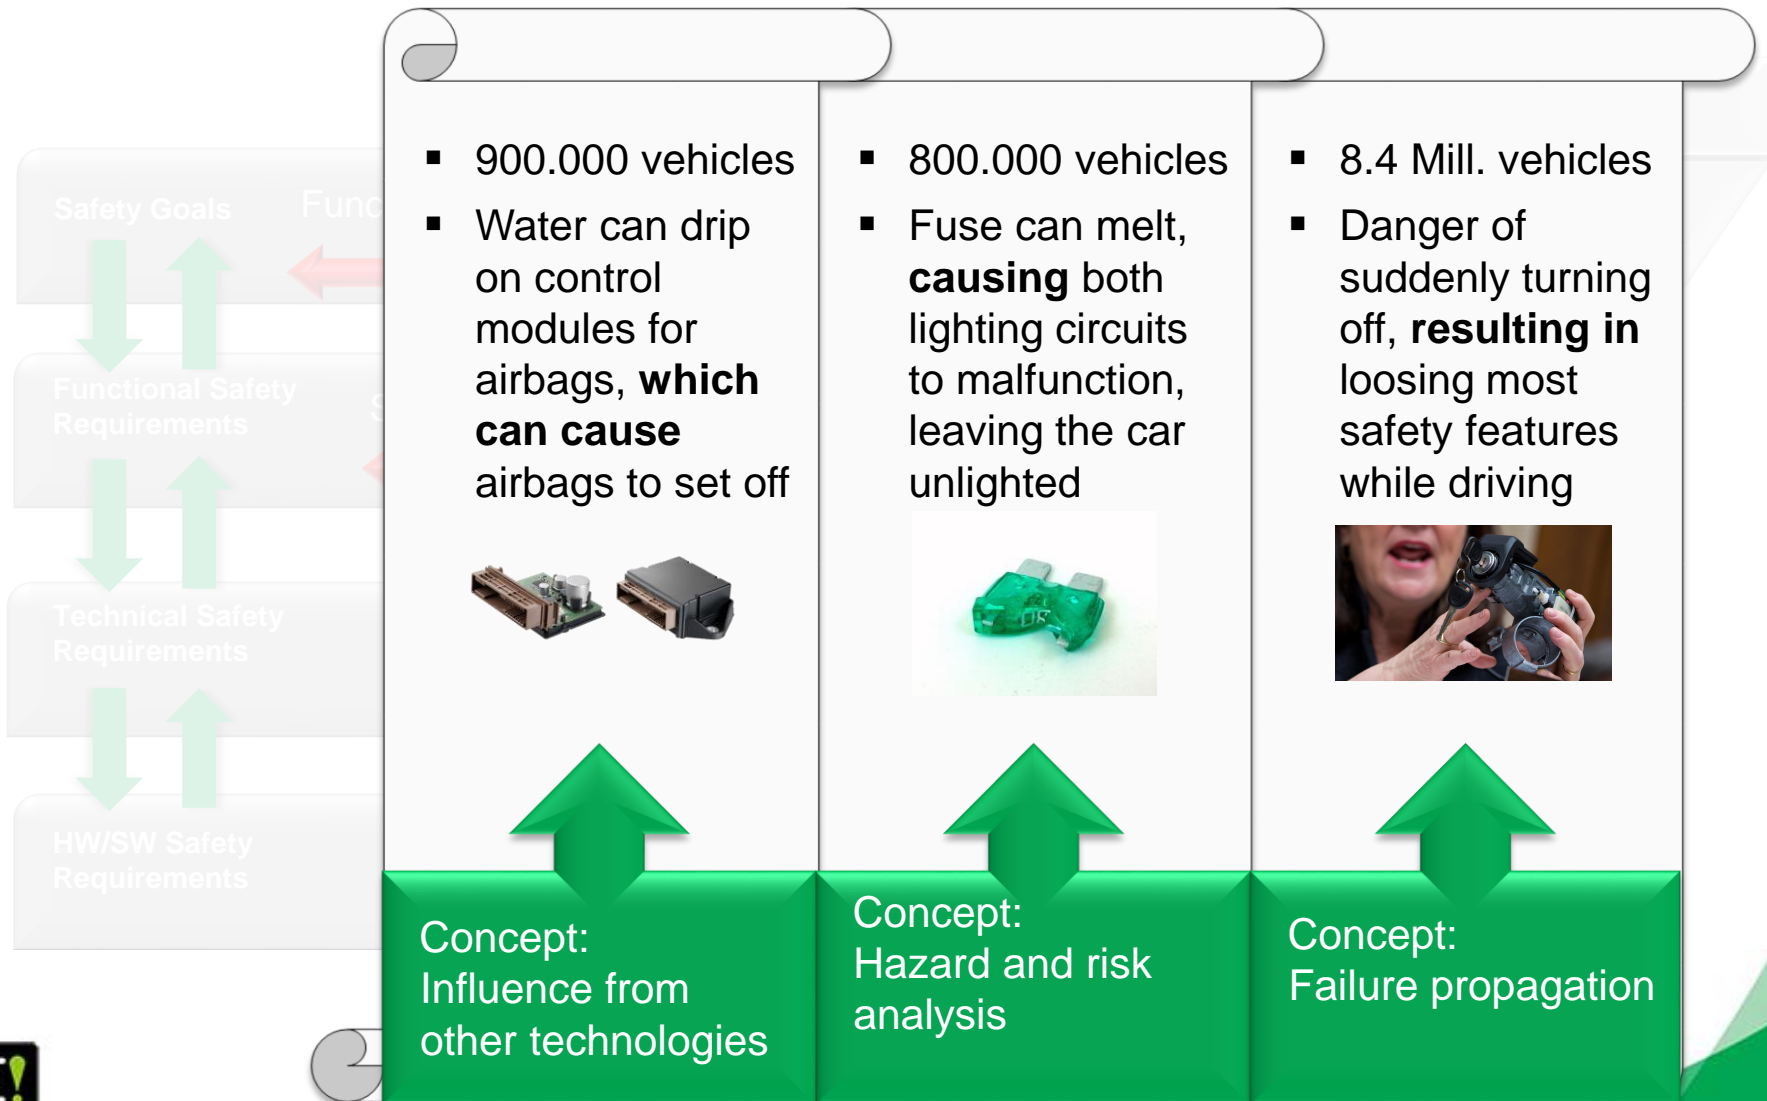 Safety Goals
Func
Functional Safety
Requirements
S
Technical Safety
Requirements
HW/SW Safety
Requirements
▪ 900.000 vehicles
▪ Water can drip
on control
modules for
airbags, which
can cause
airbags to set off
Concept:
Influence from
other technologies
▪ 800.000 vehicles
▪ Fuse can melt,
causing both
lighting circuits
to malfunction,
leaving the car
unlighted
Concept:
Hazard and risk
analysis
▪ 8.4 Mill. vehicles
▪ Danger of
suddenly turning
off, resulting in
loosing most
safety features
while driving
Concept:
Failure propagation